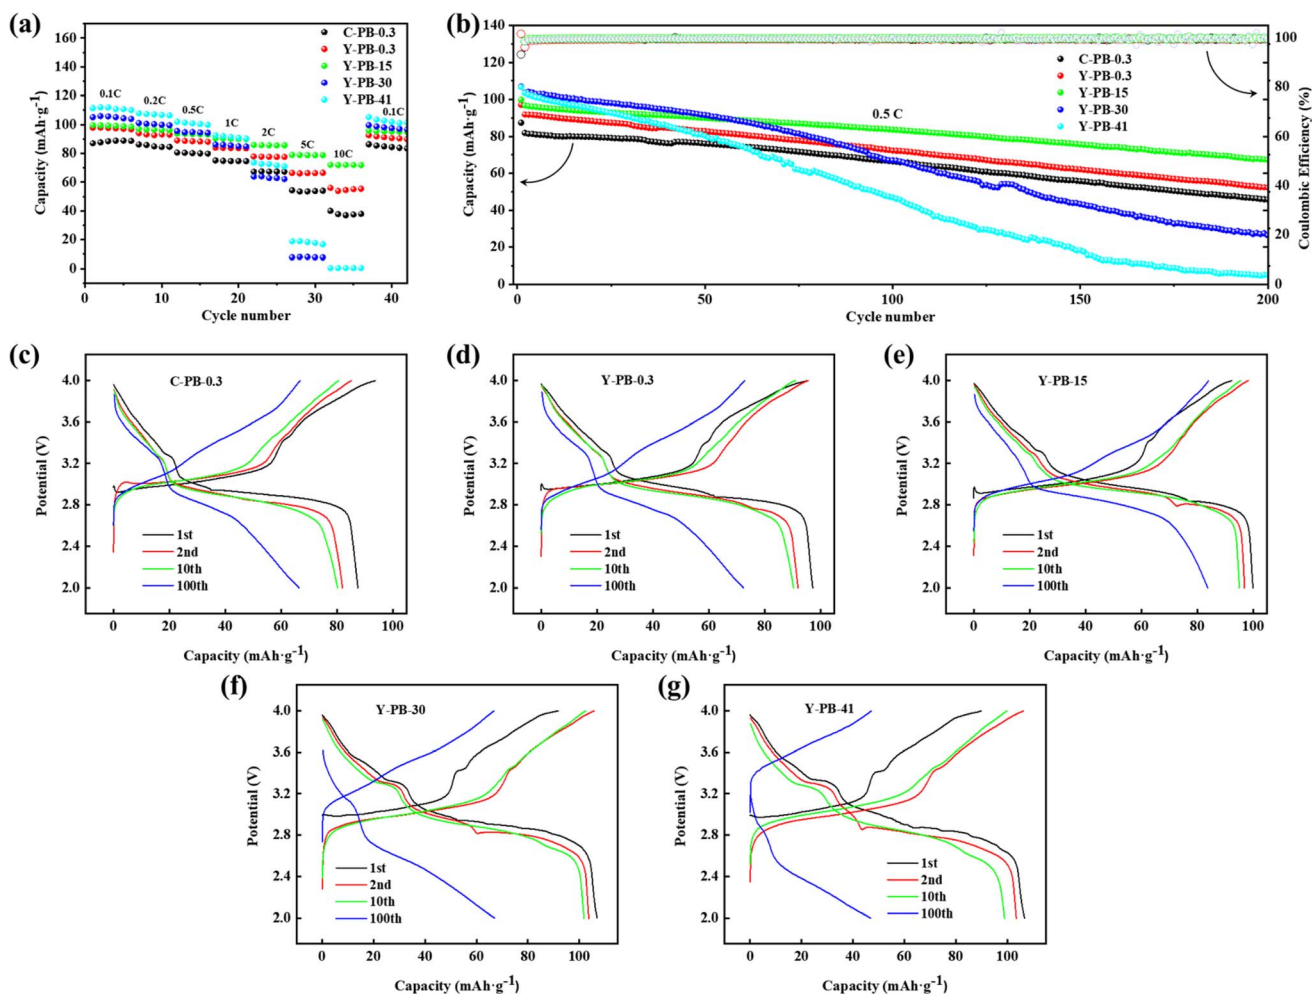 (a)
C-PB-0.3
Y-PB-0.3
Y-PB-15
Y-PB-30
Y-PB-41
0.1C
0.2C
0.5C
1C
2C
5C
10C
0.1C
160
140
120
100
80
60
40
20
0
Capacity (mAh·g-1)
0
10
20
30
40
Cycle number
(b)
C-PB-0.3
Y-PB-0.3
Y-PB-15
Y-PB-30
Y-PB-41
0.5 C
140
120
100
80
60
40
20
0
Capacity (mAh·g-1)
100
80
60
40
20
0
Coulombic Efficiency (%)
0
50
100
150
200
Cycle number
(c)
C-PB-0.3
4.0
3.6
3.2
2.8
2.4
2.0
Potential (V)
1st
2nd
10th
100th
0
20
40
60
80
100
Capacity (mAh·g-1)
(d)
Y-PB-0.3
4.0
3.6
3.2
2.8
2.4
2.0
Potential (V)
1st
2nd
10th
100th
0
20
40
60
80
100
Capacity (mAh·g-1)
(e)
Y-PB-15
4.0
3.6
3.2
2.8
2.4
2.0
Potential (V)
1st
2nd
10th
100th
0
20
40
60
80
100
Capacity (mAh·g-1)
(f)
Y-PB-30
4.0
3.6
3.2
2.8
2.4
2.0
Potential (V)
1st
2nd
10th
100th
0
20
40
60
80
100
Capacity (mAh·g-1)
(g)
Y-PB-41
4.0
3.6
3.2
2.8
2.4
2.0
Potential (V)
1st
2nd
10th
100th
0
20
40
60
80
100
Capacity (mAh·g-1)